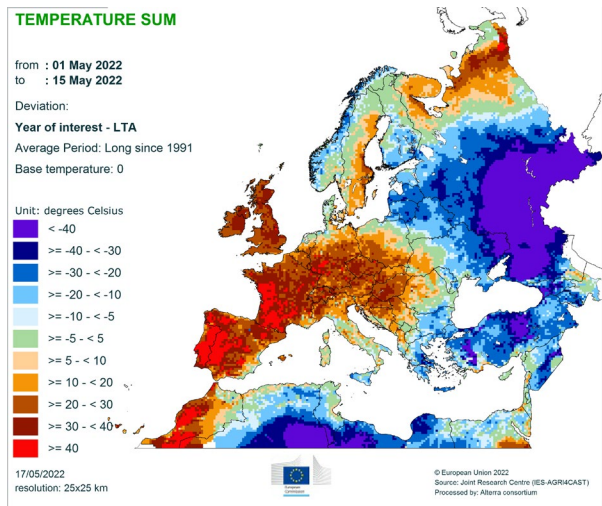 TEMPERATURE SUM
from : 01 May 2022
to : 15 May 2022
Deviation:
Year of interest - LTA
Average Period: Long since 1991
Base temperature: 0
Unit: degrees Celsius
< -40
>= -40 - < -30
>= -30 - < -20
>= -20 - < -10
>= -10 - < -5
>= -5 - < 5
>= 5 - < 10
>= 10 - < 20
>= 20 - < 30
>= 30 - < 40
>= 40
17/05/2022
resolution: 25x25 km
European
Commission
© European Union 2022
Source: Joint Research Centre (IES-AGRI4CAST)
Processed by: Alterra consortium